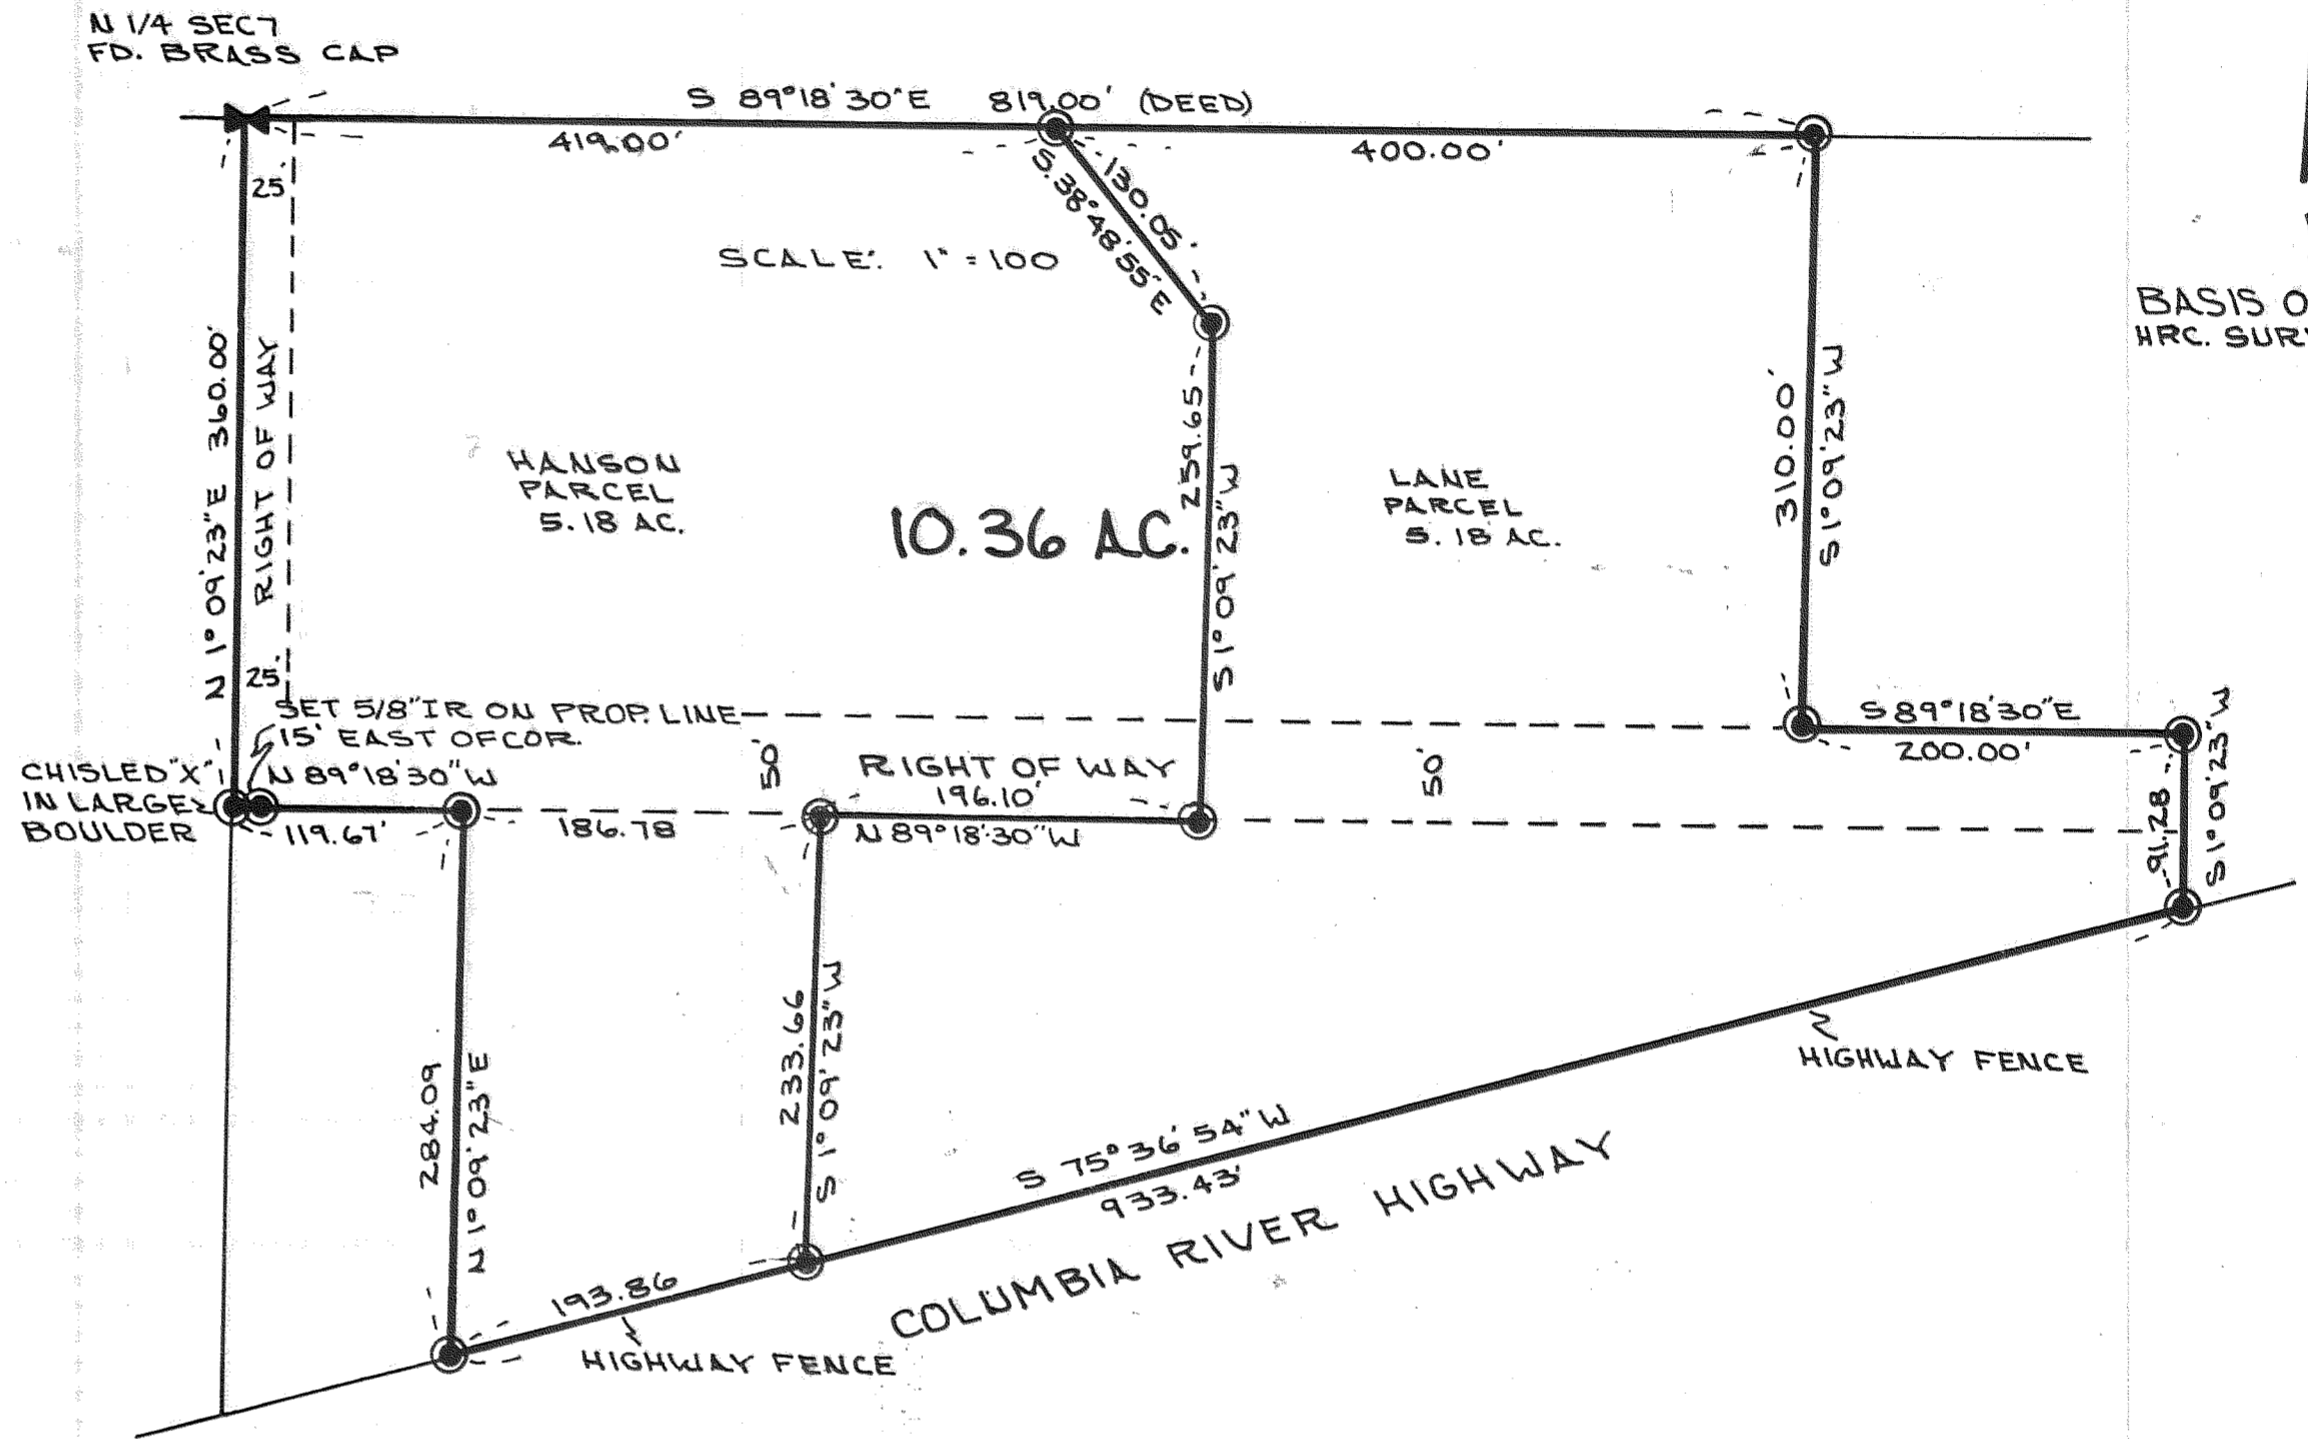 N 1/4 SEC 7
FD. BRASS CAP
S 89°18'30"E 819.00' (DEED)
419.00'
400.00'
25'
S.38°48'55"E
130.05'
SCALE: 1"=100
BASIS O
HRC. SUR
N 1°09'23"E 360.00'
RIGHT OF WAY
HANSON
PARCEL
5.18 AC.
10.36 AC.
259.65
S 1°09'23"W
LANE
PARCEL
5.18 AC.
310.00'
S 1°09'23"W
25'
SET 5/8"IR ON PROP. LINE
15' EAST OF COR.
CHISLED "X"
IN LARGE
BOULDER
N 89°18'30"W
119.67'
186.78
50'
RIGHT OF WAY
196.10'
N 89°18'30"W
50'
S 89°18'30"E
200.00'
91.28
S 1°09'23"W
284.09
N 1°09'23"E
233.66
S 1°09'23"W
HIGHWAY FENCE
S 75°36'54"W
933.43'
COLUMBIA RIVER HIGHWAY
193.86
HIGHWAY FENCE